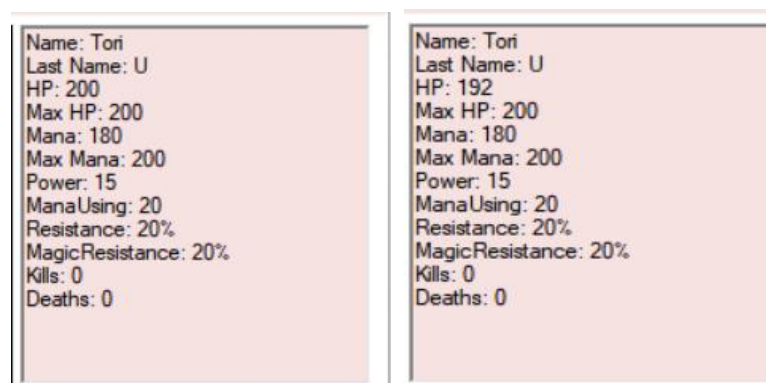 Name: Tori
Last Name: U
HP: 200
Max HP: 200
Mana: 180
Max Mana: 200
Power: 15
ManaUsing: 20
Resistance: 20%
MagicResistance: 20%
Kills: 0
Deaths: 0
Name: Tori
Last Name: U
HP: 192
Max HP: 200
Mana: 180
Max Mana: 200
Power: 15
ManaUsing: 20
Resistance: 20%
MagicResistance: 20%
Kills: 0
Deaths: 0